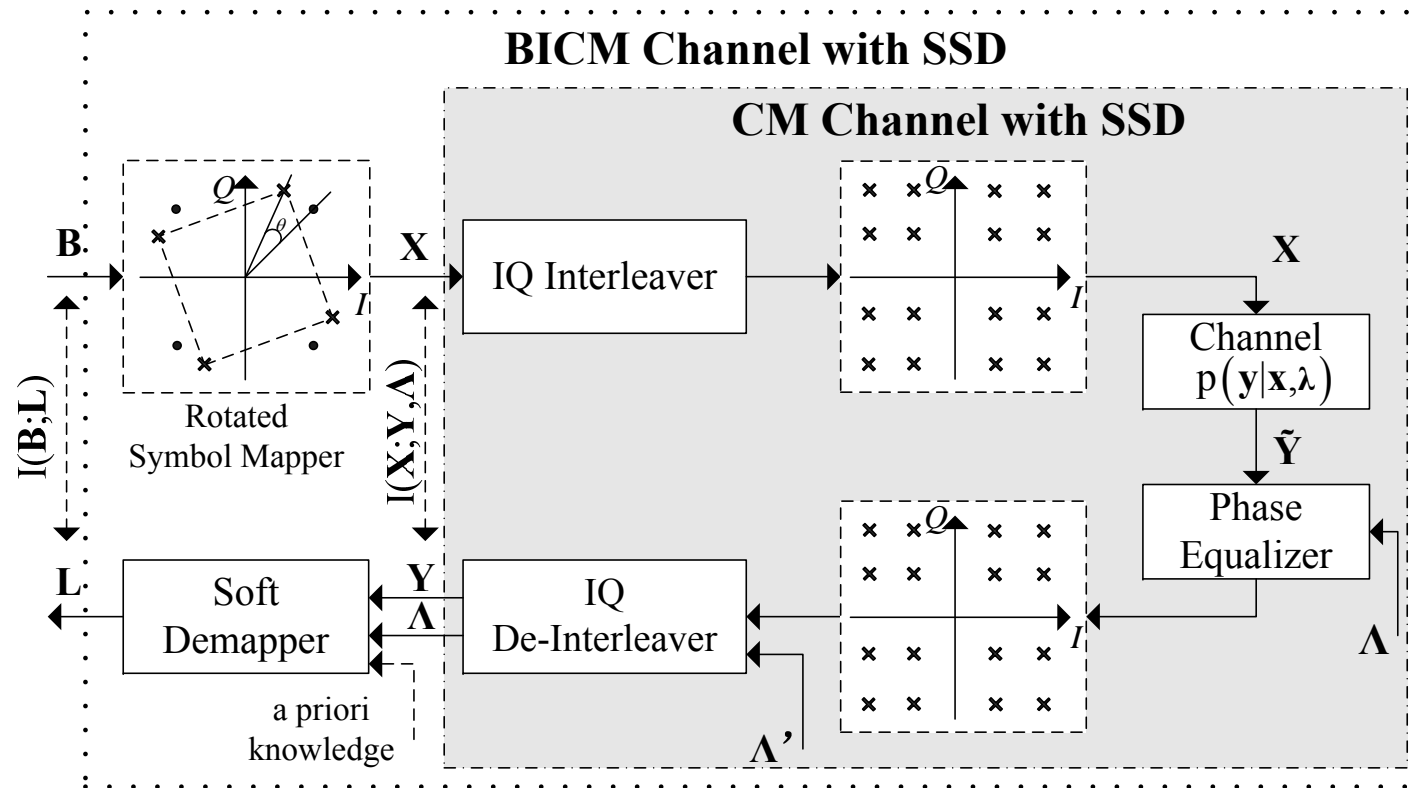 BICM Channel with SSD
CM Channel with SSD
Q
θ
I
B
X
IQ Interleaver
Q
I
X
Channel
p(y|x,λ)
Rotated
Symbol Mapper
I(B;L)
I(X;Y,Λ)
Ỹ
Phase
Equalizer
Λ
Q
I
IQ
De-Interleaver
Λ’
Y
Λ
Soft
Demapper
L
a priori
knowledge